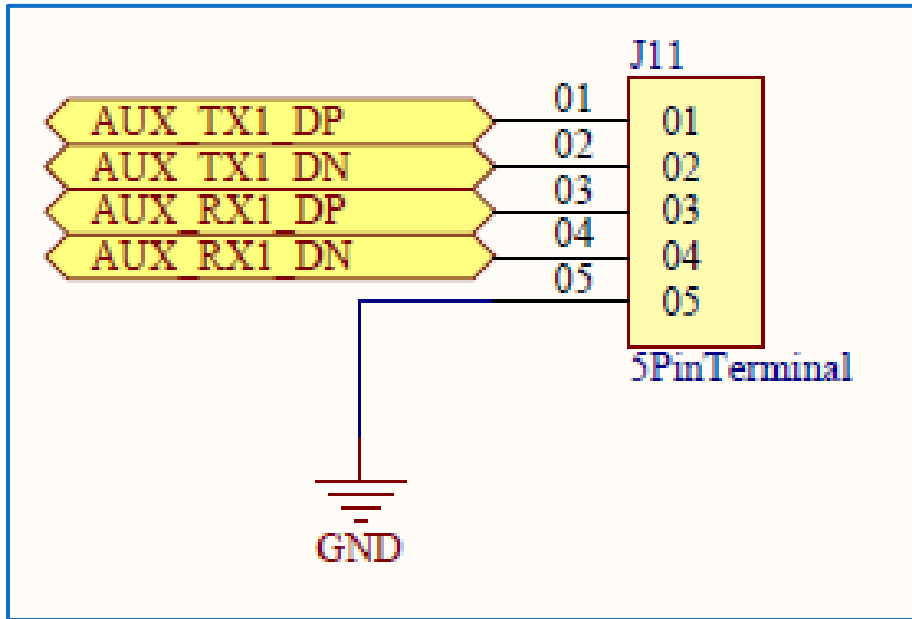 J11
AUX_TX1_DP 01 01
AUX_TX1_DN 02 02
AUX_RX1_DP 03 03
AUX_RX1_DN 04 04
05 05
5PinTerminal
GND